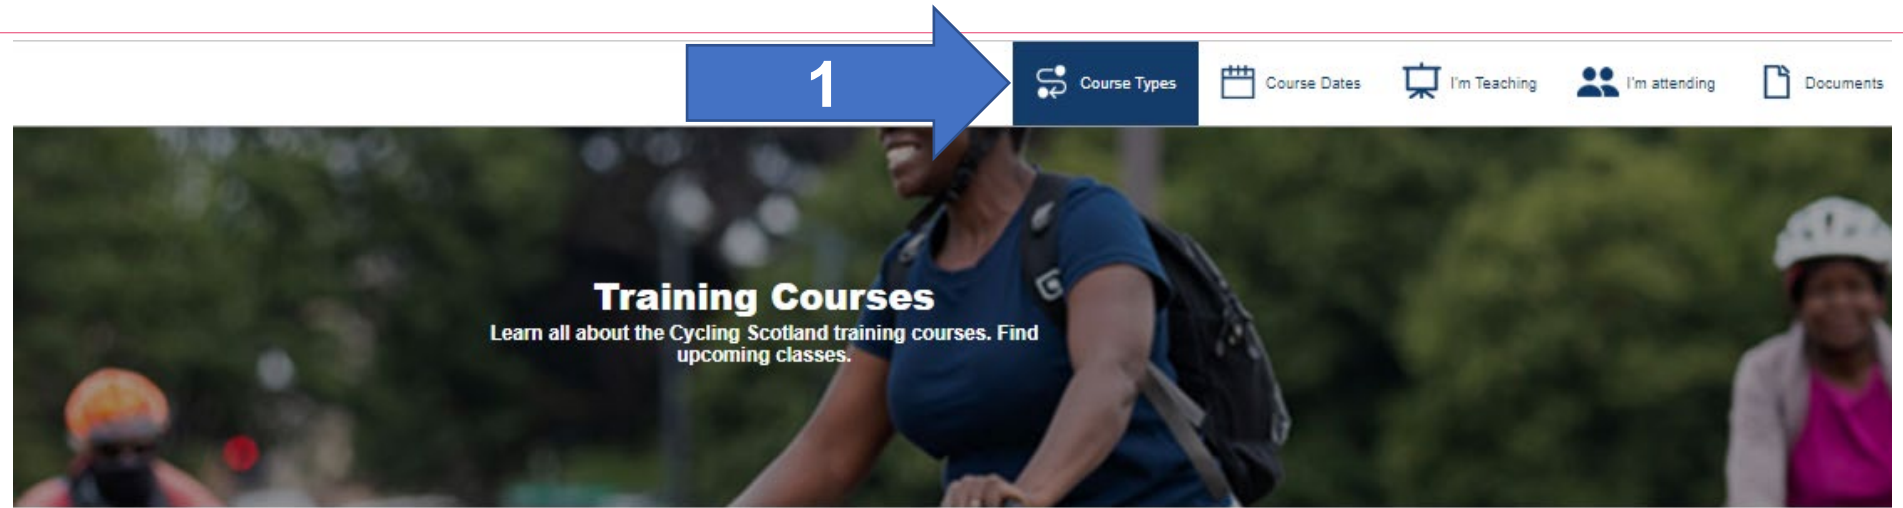 1
Course Types
Course Dates
I'm Teaching
I'm attending
Documents
Training Courses
Learn all about the Cycling Scotland training courses. Find
upcoming classes.